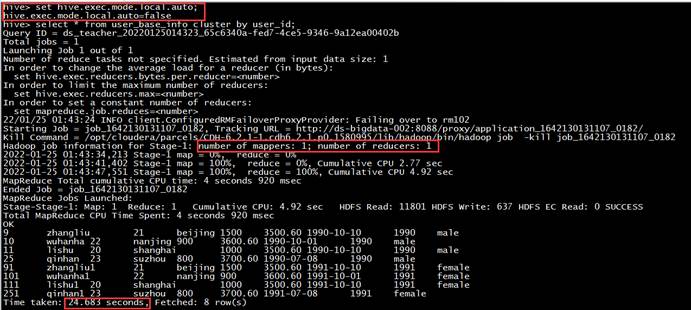 hive> set hive.exec.mode.local.auto;
hive.exec.mode.local.auto=false
hive> select * from user_base_info cluster by user_id;
Query ID = ds_teacher_20220125014323_65c6340a-fed7-4ce5-9346-9a12ea00402b
Total jobs = 1
Launching Job 1 out of 1
Number of reduce tasks not specified. Estimated from input data size: 1
In order to change the average load for a reducer (in bytes):
set hive.exec.reducers.bytes.per.reducer=<number>
In order to limit the maximum number of reducers:
set hive.exec.reducers.max=<number>
In order to set a constant number of reducers:
set mapreduce.job.reduces=<number>
22/01/25 01:43:24 INFO client.ConfiguredRMFailoverProxyProvider: Failing over to rm102
Starting Job = job_1642130131107_0182, Tracking URL = http://ds-bigdata-002:8088/proxy/application_1642130131107_0182/
Kill Command = /opt/cloudera/parcels/CDH-6.2.1-1.cdh6.2.1.p0.1580995/lib/hadoop/bin/hadoop job  -kill job_1642130131107_0182
Hadoop job information for Stage-1: number of mappers: 1; number of reducers: 1
2022-01-25 01:43:34,213 Stage-1 map = 0%,  reduce = 0%
2022-01-25 01:43:41,402 Stage-1 map = 100%,  reduce = 0%, Cumulative CPU 2.77 sec
2022-01-25 01:43:47,551 Stage-1 map = 100%,  reduce = 100%, Cumulative CPU 4.92 sec
MapReduce Total cumulative CPU time: 4 seconds 920 msec
Ended Job = job_1642130131107_0182
MapReduce Jobs Launched:
Stage-Stage-1: Map: 1  Reduce: 1   Cumulative CPU: 4.92 sec   HDFS Read: 11801 HDFS Write: 637 HDFS EC Read: 0 SUCCESS
Total MapReduce CPU Time Spent: 4 seconds 920 msec
OK
9 zhangliu 21 beijing 1500 3500.60 1990-10-10 1990 male
10 wuhanha 22 nanjing 900 3600.60 1990-10-01 1990 male
11 lishu 20 shanghai 1000 3500.60 1990-10-10 1990 male
25 qinhan 23 suzhou 800 3700.60 1990-07-08 1990 male
91 zhangliu1 21 beijing 1500 3500.60 1991-10-10 1991 female
101 wuhanha1 22 nanjing 900 3600.60 1991-10-01 1991 female
111 lishu1 20 shanghai 1000 3500.60 1991-10-10 1991 female
251 qinhan1 23 suzhou 800 3700.60 1991-07-08 1991 female
Time taken: 24.683 seconds, Fetched: 8 row(s)